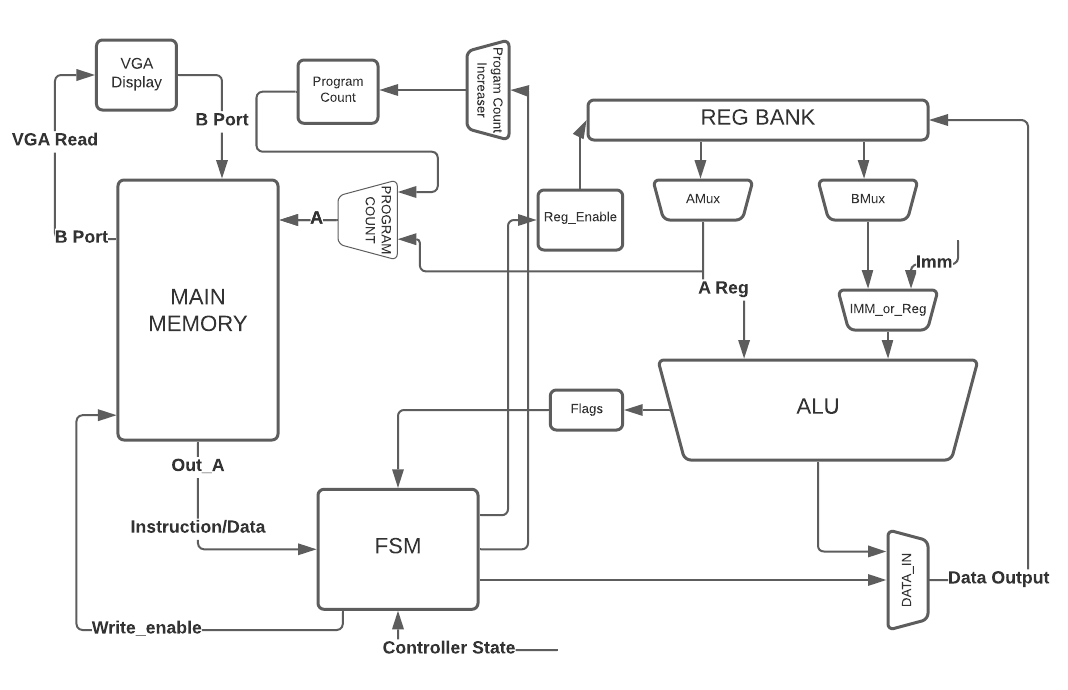 VGA
Display
Program
Count
Progam Count
Increaser
REG BANK
B Port
VGA Read
AMux
BMux
PROGRAM
COUNT
A
Reg_Enable
B Port
Imm
A Reg
MAIN
MEMORY
IMM_or_Reg
Flags
ALU
Out_A
Instruction/Data
FSM
DATA_IN
Data Output
Write_enable
Controller State